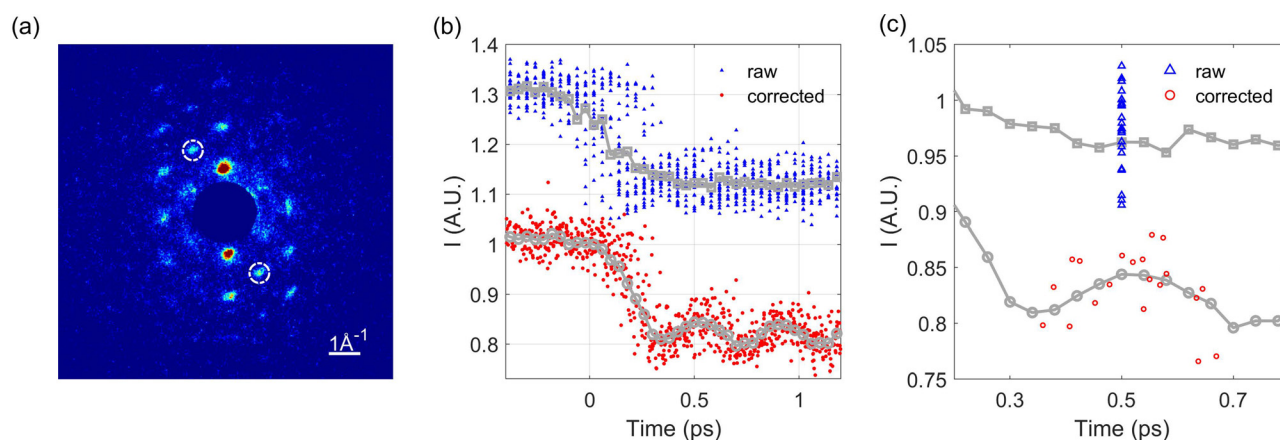 (a)
1Å⁻¹
(b)
I (A.U.)
1.4
1.3
1.2
1.1
1
0.9
0.8
0
0.5
1
Time (ps)
raw
corrected
(c)
I (A.U.)
1.05
1
0.95
0.9
0.85
0.8
0.75
0.3
0.5
0.7
Time (ps)
raw
corrected